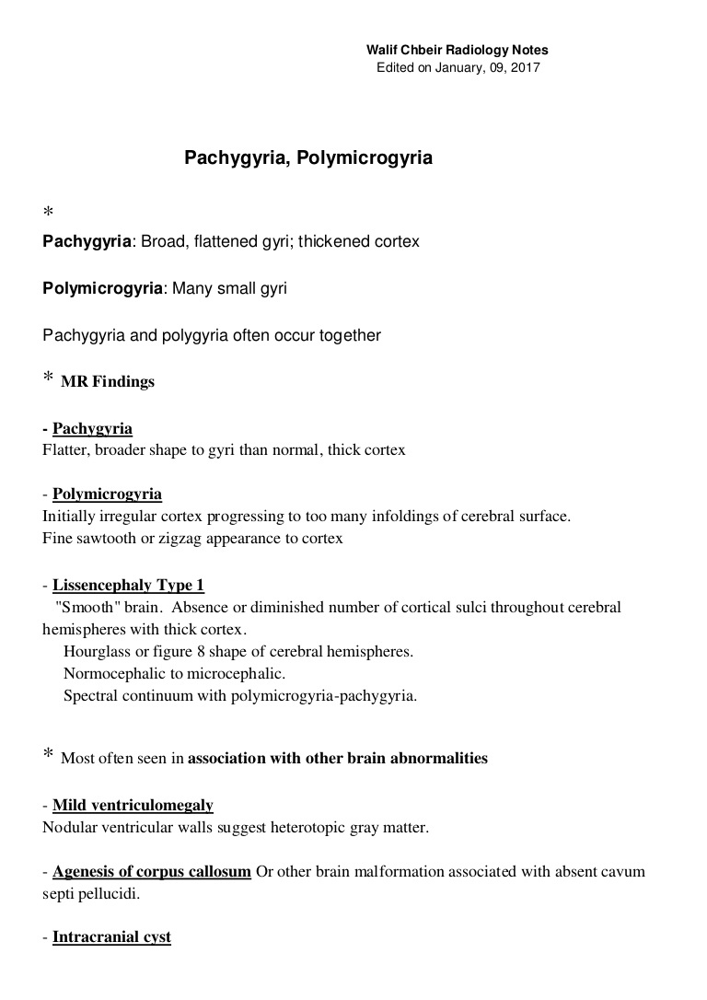 Walif Chbeir Radiology Notes
Edited on January, 09, 2017
Pachygyria, Polymicrogyria
*
Pachygyria: Broad, flattened gyri; thickened cortex
Polymicrogyria: Many small gyri
Pachygyria and polygyria often occur together
* MR Findings
- Pachygyria
Flatter, broader shape to gyri than normal, thick cortex
- Polymicrogyria
Initially irregular cortex progressing to too many infoldings of cerebral surface.
Fine sawtooth or zigzag appearance to cortex
- Lissencephaly Type 1
"Smooth" brain. Absence or diminished number of cortical sulci throughout cerebral
hemispheres with thick cortex.
Hourglass or figure 8 shape of cerebral hemispheres.
Normocephalic to microcephalic.
Spectral continuum with polymicrogyria-pachygyria.
* Most often seen in association with other brain abnormalities
- Mild ventriculomegaly
Nodular ventricular walls suggest heterotopic gray matter.
- Agenesis of corpus callosum Or other brain malformation associated with absent cavum
septi pellucidi.
- Intracranial cyst